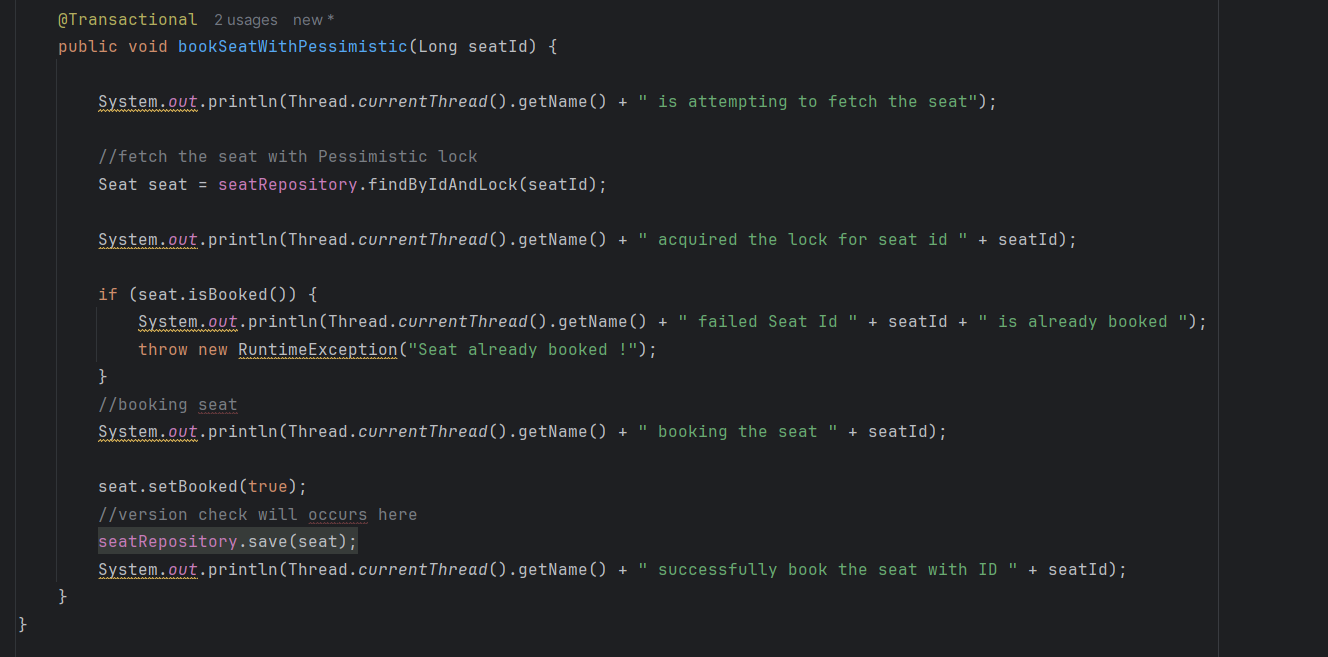 @Transactional 2 usages new *
public void bookSeatWithPessimistic(Long seatId) {
System.out.println(Thread.currentThread().getName() + " is attempting to fetch the seat");
//fetch the seat with Pessimistic lock
Seat seat = seatRepository.findByIdAndLock(seatId);
System.out.println(Thread.currentThread().getName() + " acquired the lock for seat id " + seatId);
if (seat.isBooked()) {
System.out.println(Thread.currentThread().getName() + " failed Seat Id " + seatId + " is already booked ");
throw new RuntimeException("Seat already booked !");
}
//booking seat
System.out.println(Thread.currentThread().getName() + " booking the seat " + seatId);
seat.setBooked(true);
//version check will occurs here
seatRepository.save(seat);
System.out.println(Thread.currentThread().getName() + " successfully book the seat with ID " + seatId);
}
}